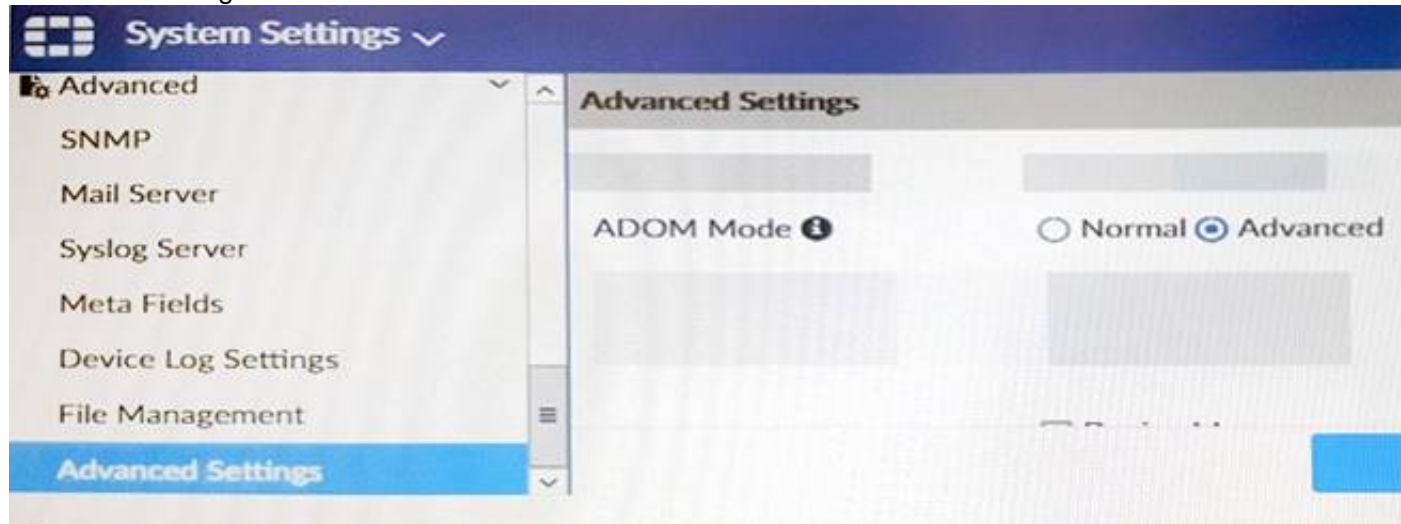 System Settings
Advanced
SNMP
Mail Server
Syslog Server
Meta Fields
Device Log Settings
File Management
Advanced Settings
Advanced Settings
ADOM Mode
Normal Advanced